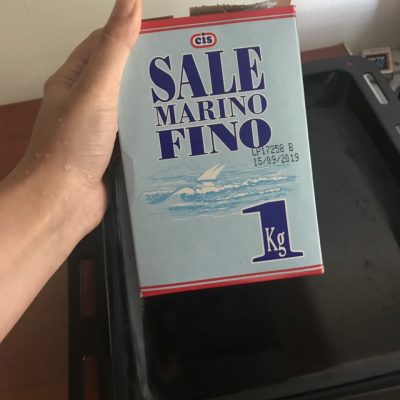 cis
SALE
MARINO
FINO
LP17258 B
15/09/2019
1
Kg